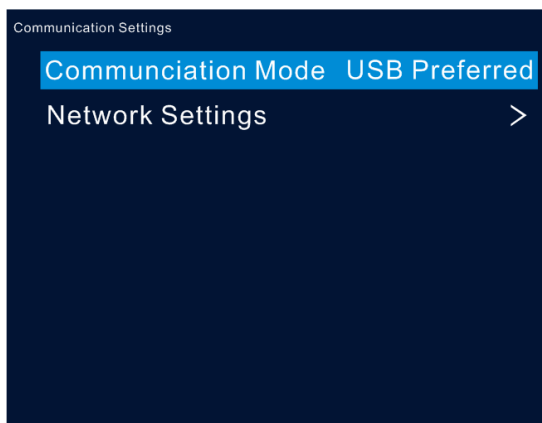 Communication Settings
Communciation Mode USB Preferred
Network Settings >